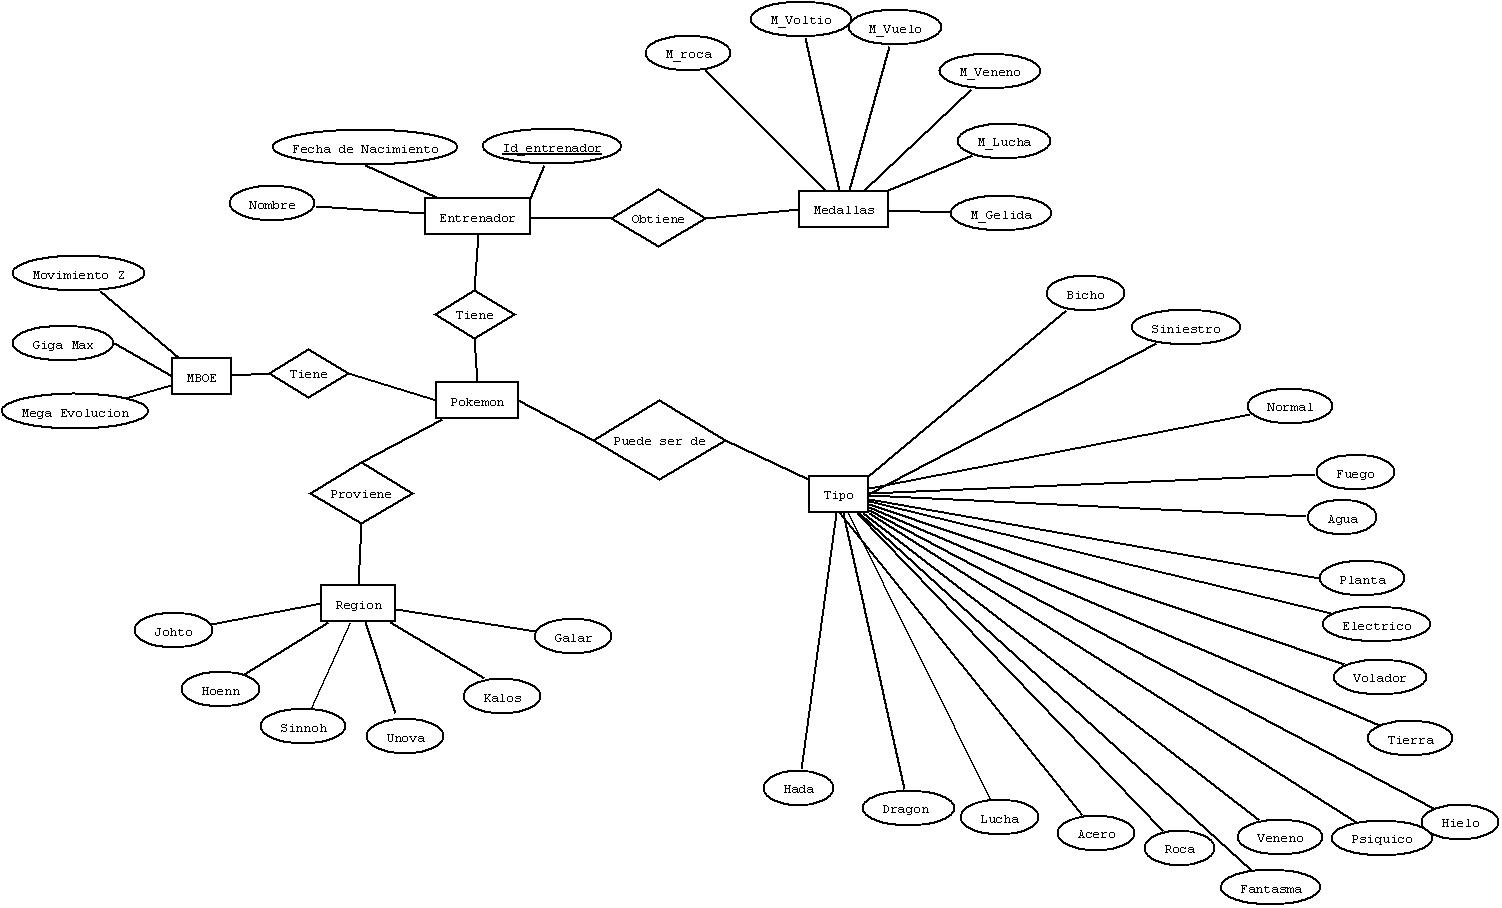 M_Voltio
M_Vuelo
M_roca
M_Veneno
M_Lucha
Fecha de Nacimiento
Id_entrenador
Nombre
Entrenador
Obtiene
Medallas
M_Gelida
Movimiento Z
Bicho
Tiene
Siniestro
Giga Max
MBOE
Tiene
Pokemon
Normal
Mega Evolucion
Puede ser de
Fuego
Proviene
Tipo
Agua
Planta
Region
Electrico
Johto
Galar
Volador
Hoenn
Kalos
Sinnoh
Unova
Tierra
Hada
Dragon
Lucha
Acero
Roca
Veneno
Psiquico
Hielo
Fantasma